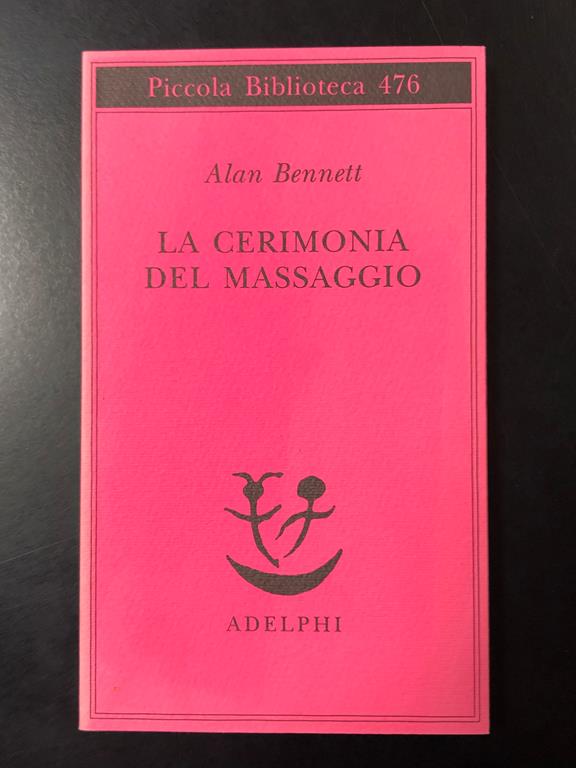 Piccola Biblioteca 476
Alan Bennett
LA CERIMONIA
DEL MASSAGGIO
ADELPHI